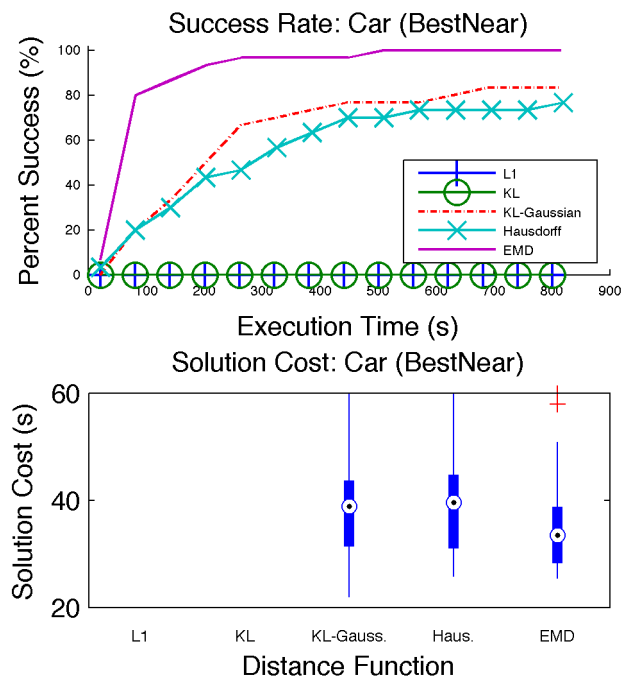 Success Rate: Car (BestNear)
100
80
60
40
20
0
Percent Success (%)
L1
KL
KL-Gaussian
Hausdorff
EMD
0 100 200 300 400 500 600 700 800 900
Execution Time (s)
Solution Cost: Car (BestNear)
60
40
20
Solution Cost (s)
L1 KL KL-Gauss. Haus. EMD
Distance Function